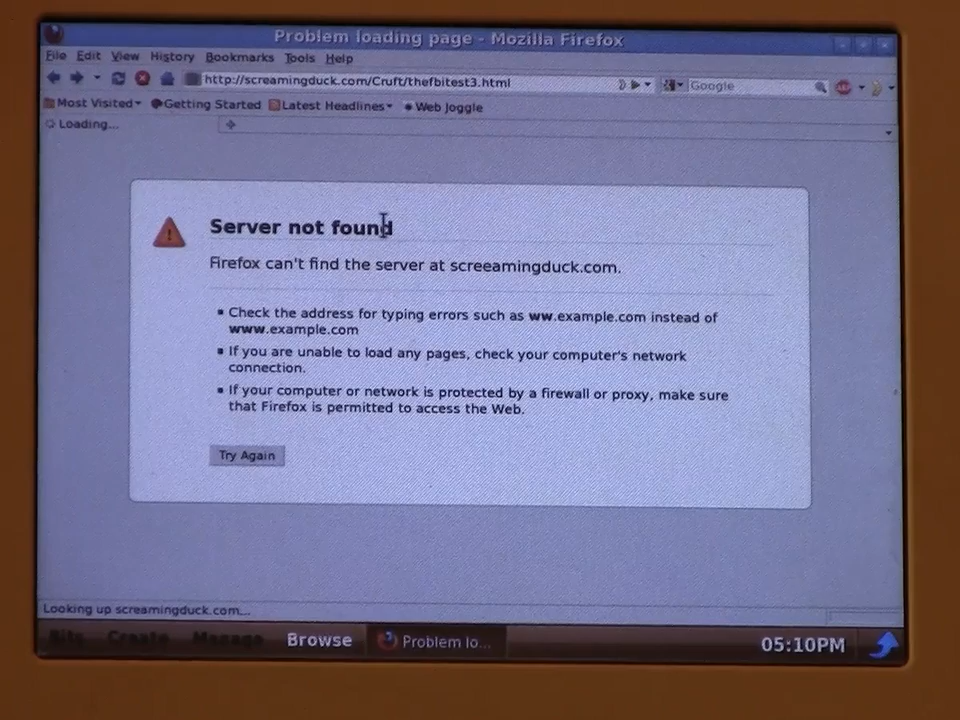 Problem loading page - Mozilla Firefox
File Edit View History Bookmarks Tools Help
http://screamingduck.com/Cruft/thefbitest3.html Google
Most Visited Getting Started Latest Headlines Web Joggle
Loading...
Server not found
Firefox can't find the server at screeamingduck.com.
Check the address for typing errors such as ww.example.com instead of
www.example.com
If you are unable to load any pages, check your computer's network
connection.
If your computer or network is protected by a firewall or proxy, make sure
that Firefox is permitted to access the Web.
Try Again
Looking up screamingduck.com...
Bits Create Manage Browse Problem lo... 05:10PM